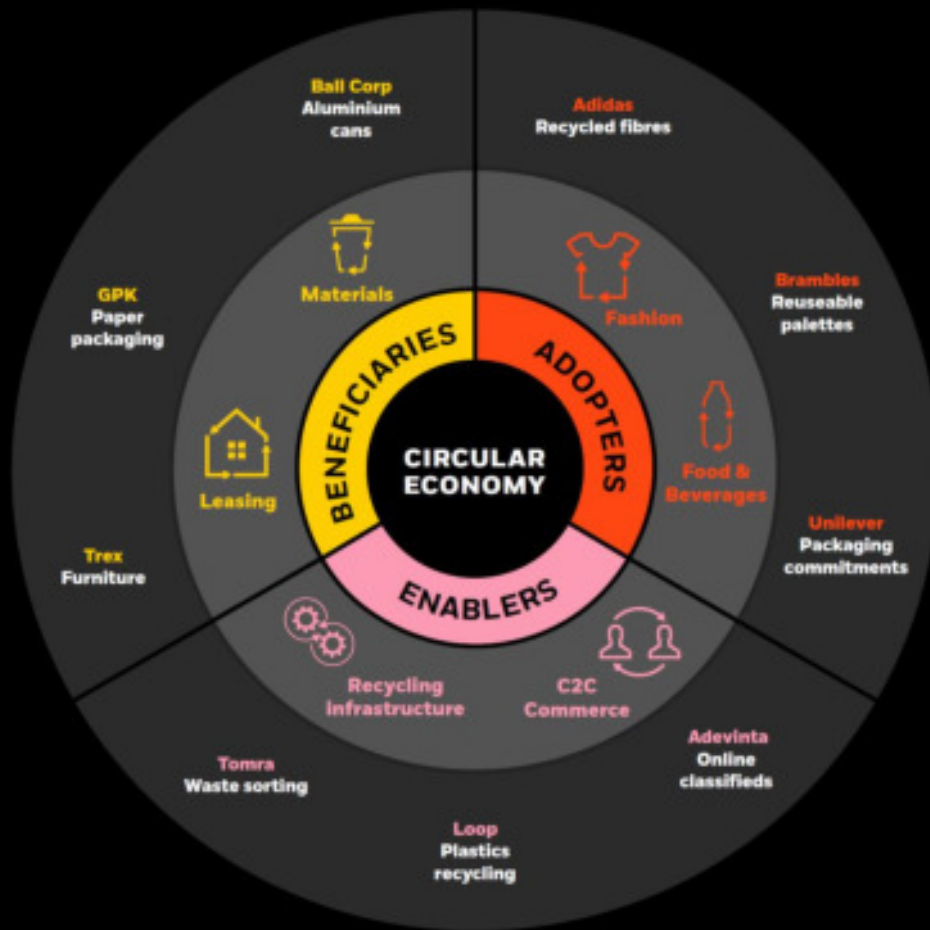 Ball Corp
Aluminium
cans
Adidas
Recycled fibres
Materials
Fashion
GPK
Paper
packaging
Brambles
Reuseable
palettes
BENEFICIARIES
ADOPTERS
CIRCULAR
ECONOMY
Leasing
Food &
Beverages
Trex
Furniture
Unilever
Packaging
commitments
ENABLERS
Recycling
infrastructure
C2C
Commerce
Tomra
Waste sorting
Adevinta
Online
classifieds
Loop
Plastics
recycling